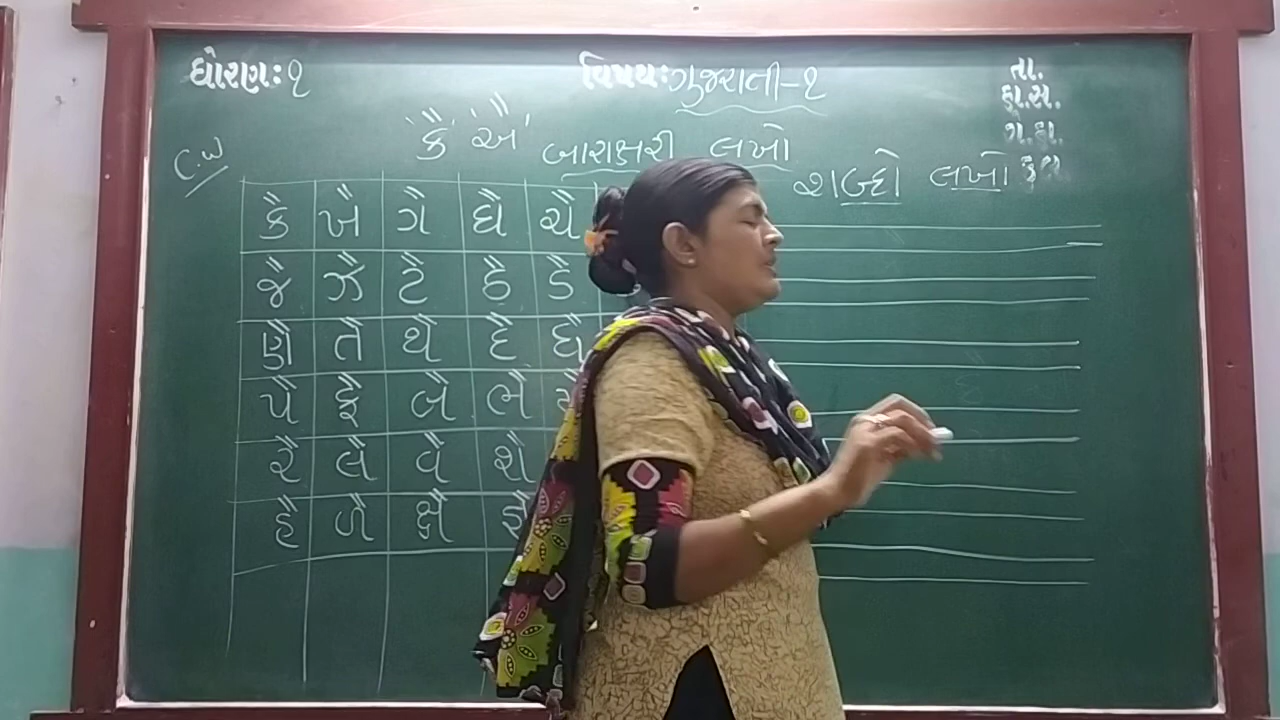 ધોરણ: ૧
વિષય: ગુજરાતી-૧
તા.
હા.સં.
ગે.હા.
કુલ
C.W
'કૈ' 'ઐ' બારાક્ષરી લખો
શબ્દો લખો
કૈ ખૈ ગૈ ઘૈ ચૈ
જૈ ઝૈ ટૈ ઠૈ ડૈ
ણૈ તૈ થૈ દૈ ધૈ
પૈ ફૈ બૈ ભૈ
રૈ લૈ વૈ શૈ
હૈ ળૈ ક્ષૈ જ્ઞૈ